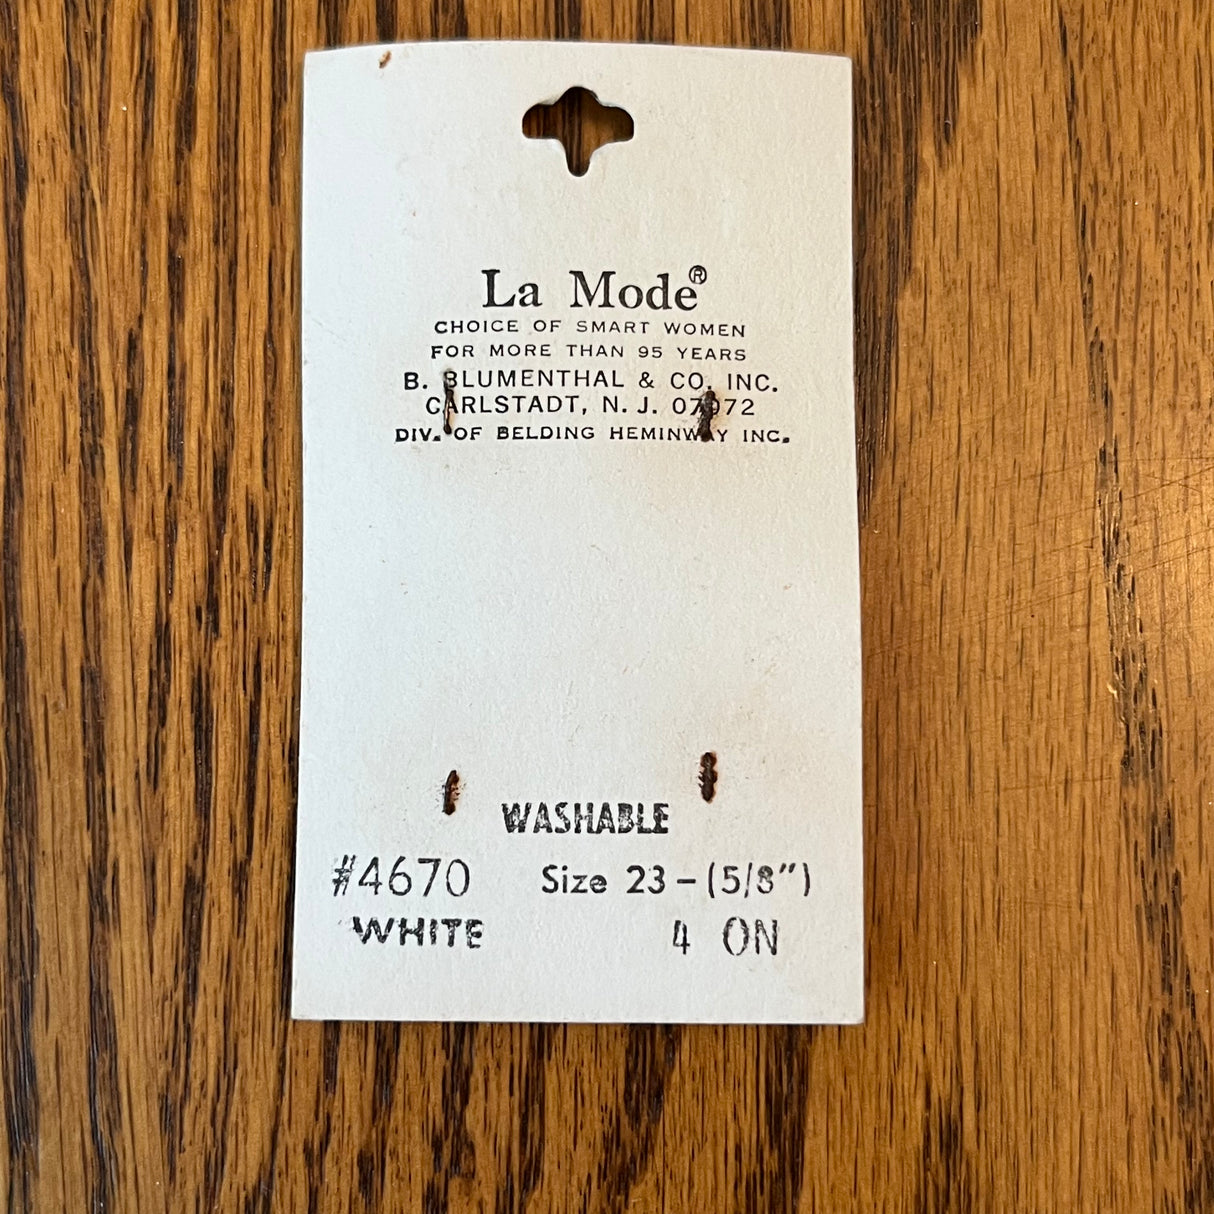 La Mode®
CHOICE OF SMART WOMEN
FOR MORE THAN 95 YEARS
B. BLUMENTHAL & CO. INC.
CARLSTADT, N. J. 07072
DIV. OF BELDING HEMINWAY INC.
WASHABLE
#4670 Size 23 – (5/8")
WHITE 4 ON